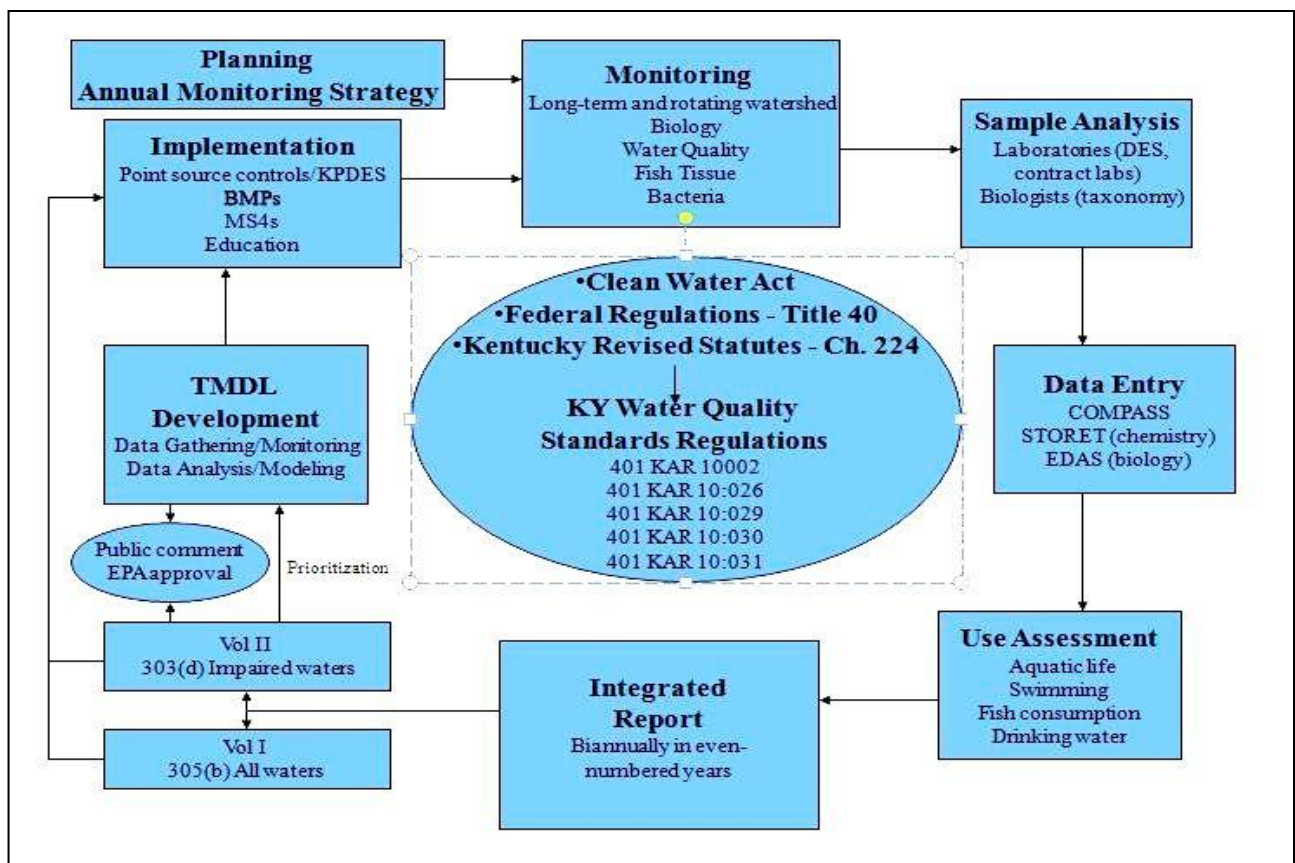 Planning
Annual Monitoring Strategy
Monitoring
Long-term and rotating watershed
Biology
Water Quality
Fish Tissue
Bacteria
Sample Analysis
Laboratories (DES,
contract labs)
Biologists (taxonomy)
Implementation
Point source controls/KPDES
BMPs
MS4s
Education
•Clean Water Act
•Federal Regulations - Title 40
•Kentucky Revised Statutes - Ch. 224
KY Water Quality
Standards Regulations
401 KAR 10002
401 KAR 10:026
401 KAR 10:029
401 KAR 10:030
401 KAR 10:031
TMDL
Development
Data Gathering/Monitoring
Data Analysis/Modeling
Data Entry
COMPASS
STORET (chemistry)
EDAS (biology)
Public comment
EPA approval
Prioritization
Vol II
303(d) Impaired waters
Vol I
305(b) All waters
Integrated
Report
Biannually in even-
numbered years
Use Assessment
Aquatic life
Swimming
Fish consumption
Drinking water